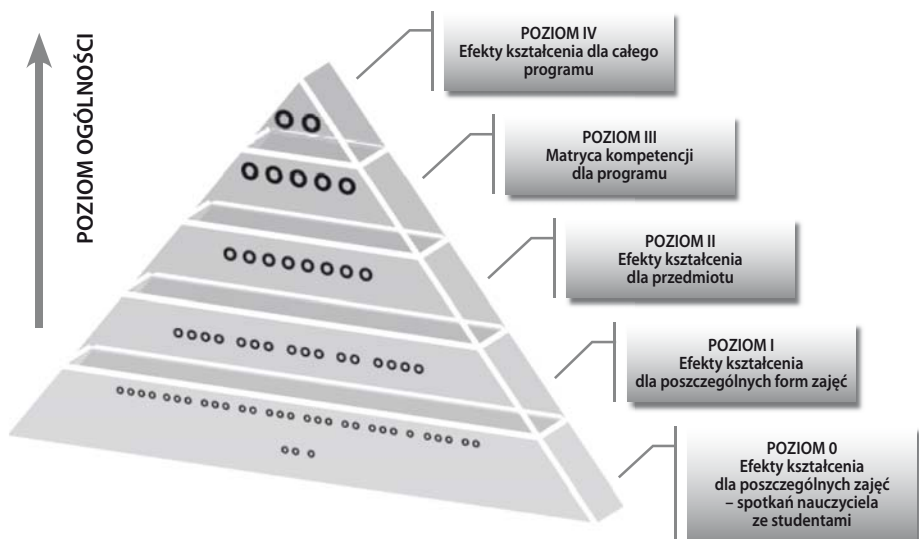 POZIOM OGÓLNOŚCI
POZIOM IV
Efekty kształcenia dla całego
programu
POZIOM III
Matryca kompetencji
dla programu
POZIOM II
Efekty kształcenia
dla przedmiotu
POZIOM I
Efekty kształcenia
dla poszczególnych form zajęć
POZIOM 0
Efekty kształcenia
dla poszczególnych zajęć
– spotkań nauczyciela
ze studentami